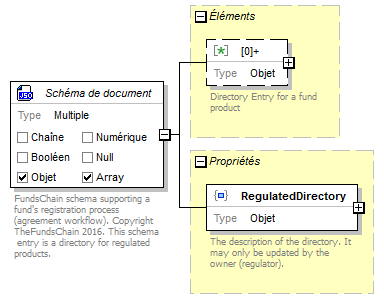 Éléments
[0]+
Type Objet
Directory Entry for a fund
product
JSO
Schéma de document
Type Multiple
Chaîne Numérique
Booléen Null
Objet Array
FundsChain schema supporting a
fund's registration process
(agreement workflow). Copyright
TheFundsChain 2016. This schema
entry is a directory for regulated
products.
Propriétés
RegulatedDirectory
Type Objet
The description of the directory. It
may only be updated by the
owner (regulator).